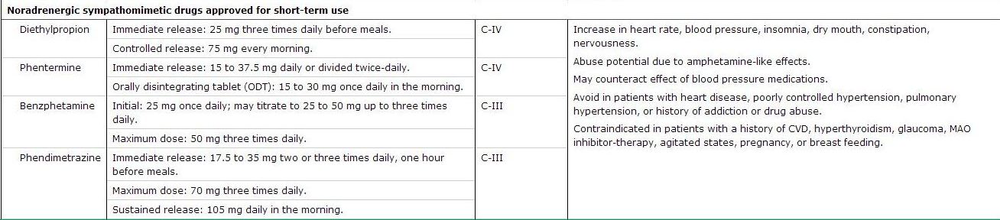 Noradrenergic sympathomimetic drugs approved for short-term use
Diethylpropion
Immediate release: 25 mg three times daily before meals.
Controlled release: 75 mg every morning.
C-IV
Phentermine
Immediate release: 15 to 37.5 mg daily or divided twice-daily.
Orally disintegrating tablet (ODT): 15 to 30 mg once daily in the morning.
C-IV
Benzphetamine
Initial: 25 mg once daily; may titrate to 25 to 50 mg up to three times
daily.
Maximum dose: 50 mg three times daily.
C-III
Phendimetrazine
Immediate release: 17.5 to 35 mg two or three times daily, one hour
before meals.
Maximum dose: 70 mg three times daily.
Sustained release: 105 mg daily in the morning.
C-III
Increase in heart rate, blood pressure, insomnia, dry mouth, constipation,
nervousness.
Abuse potential due to amphetamine-like effects.
May counteract effect of blood pressure medications.
Avoid in patients with heart disease, poorly controlled hypertension, pulmonary
hypertension, or history of addiction or drug abuse.
Contraindicated in patients with a history of CVD, hyperthyroidism, glaucoma, MAO
inhibitor-therapy, agitated states, pregnancy, or breast feeding.